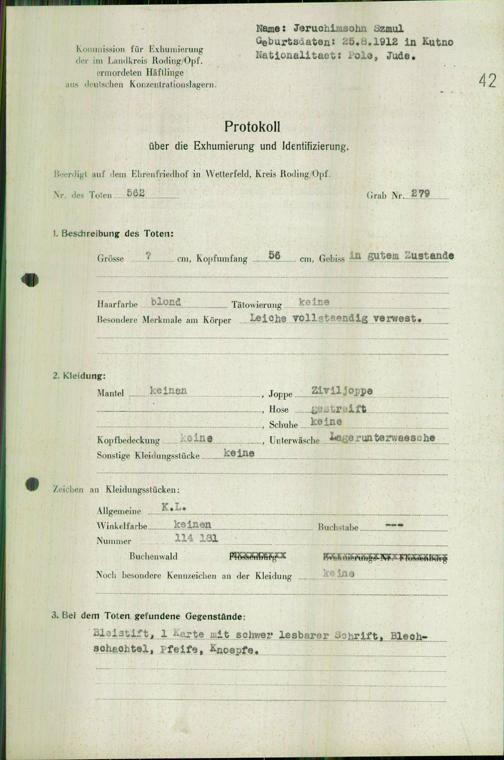 Name: Jeruchimsohn Szmul
Geburtsdaten: 25.8.1912 in Kutno
Nationalitaet: Pole, Jude.
Kommission für Exhumierung
der im Landkreis Roding/Opf.
ermordeten Häftlinge
aus deutschen Konzentrationslagern.
42
Protokoll
über die Exhumierung und Identifizierung.
Beerdigt auf dem Ehrenfriedhof in Wetterfeld, Kreis Roding/Opf.
Nr. des Toten 562 Grab Nr. 279
1. Beschreibung des Toten:
Grösse ? cm, Kopfumfang 56 cm, Gebiss in gutem Zustande
Haarfarbe blond Tätowierung keine
Besondere Merkmale am Körper Leiche vollstaendig verwest.
2. Kleidung:
Mantel keinen , Joppe Ziviljoppe
, Hose gestreift
, Schuhe keine
Kopfbedeckung keine , Unterwäsche Lagerunterwaesche
Sonstige Kleidungsstücke keine
Zeichen an Kleidungsstücken:
Allgemeine K.L.
Winkelfarbe keinen Buchstabe ---
Nummer 114 181
Buchenwald Flossenburg Evakuierungs-Nr. Flossenburg
Noch besondere Kennzeichen an der Kleidung keine
3. Bei dem Toten gefundene Gegenstände:
Bleistift, 1 Karte mit schwer lesbarer Schrift, Blech-
schachtel, Pfeife, Knoepfe.